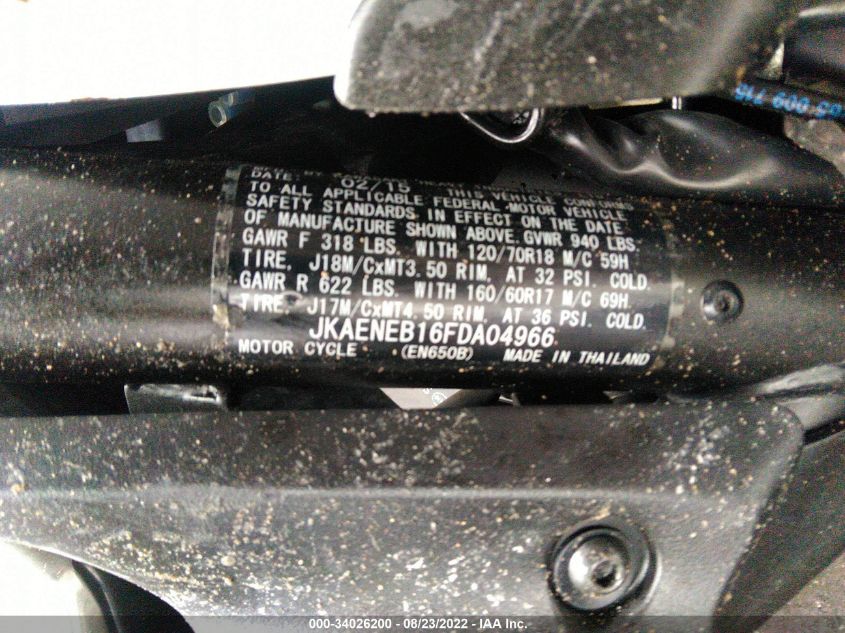 DATE: 02/15 THIS VEHICLE CONFORMS
TO ALL APPLICABLE FEDERAL MOTOR VEHICLE
SAFETY STANDARDS IN EFFECT ON THE DATE
OF MANUFACTURE SHOWN ABOVE. GVWR 940 LBS.
GAWR F 318 LBS. WITH 120/70R18 M/C 59H
TIRE, J18M/CxMT3.50 RIM, AT 32 PSI. COLD.
GAWR R 622 LBS. WITH 160/60R17 M/C 69H
TIRE, J17M/CxMT4.50 RIM, AT 36 PSI. COLD.
JKAENEB16FDA04966
MOTOR CYCLE (EN650B) MADE IN THAILAND
000-34026200 - 08/23/2022 - IAA Inc.